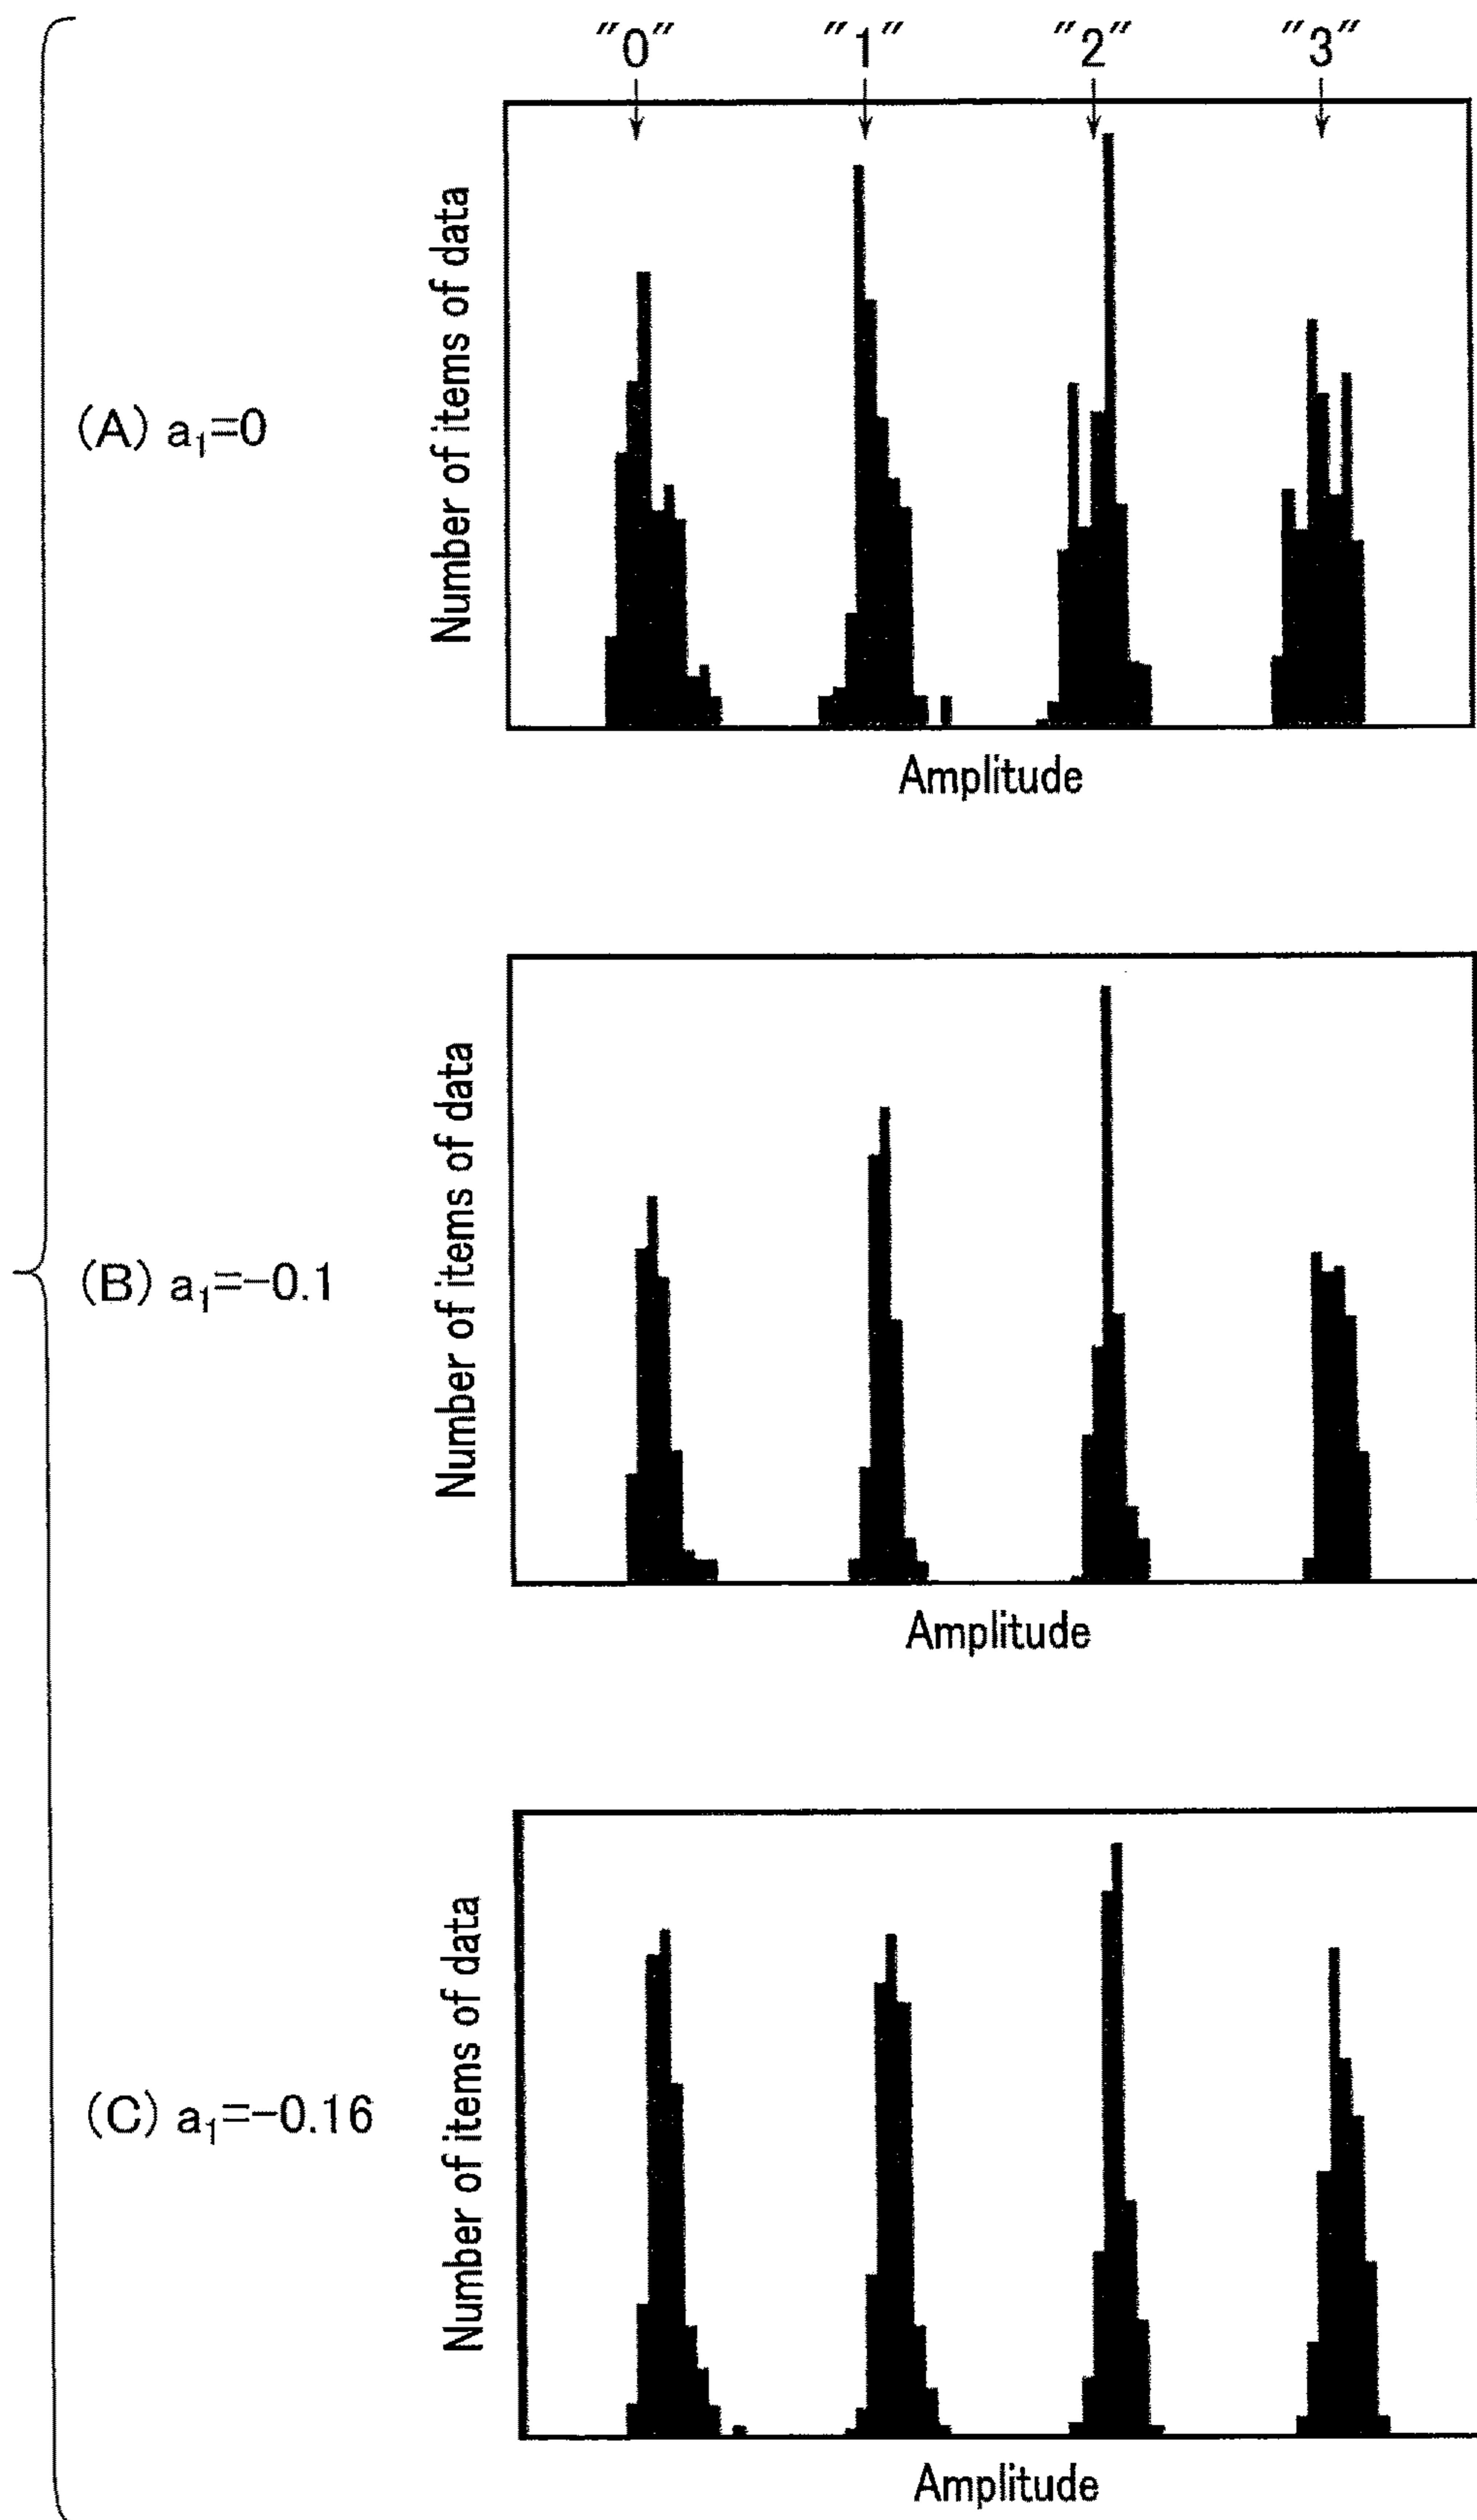 "0" "1" "2" "3"
(A) a₁=0
Number of items of data
Amplitude
(B) a₁=-0.1
Number of items of data
Amplitude
(C) a₁=-0.16
Number of items of data
Amplitude